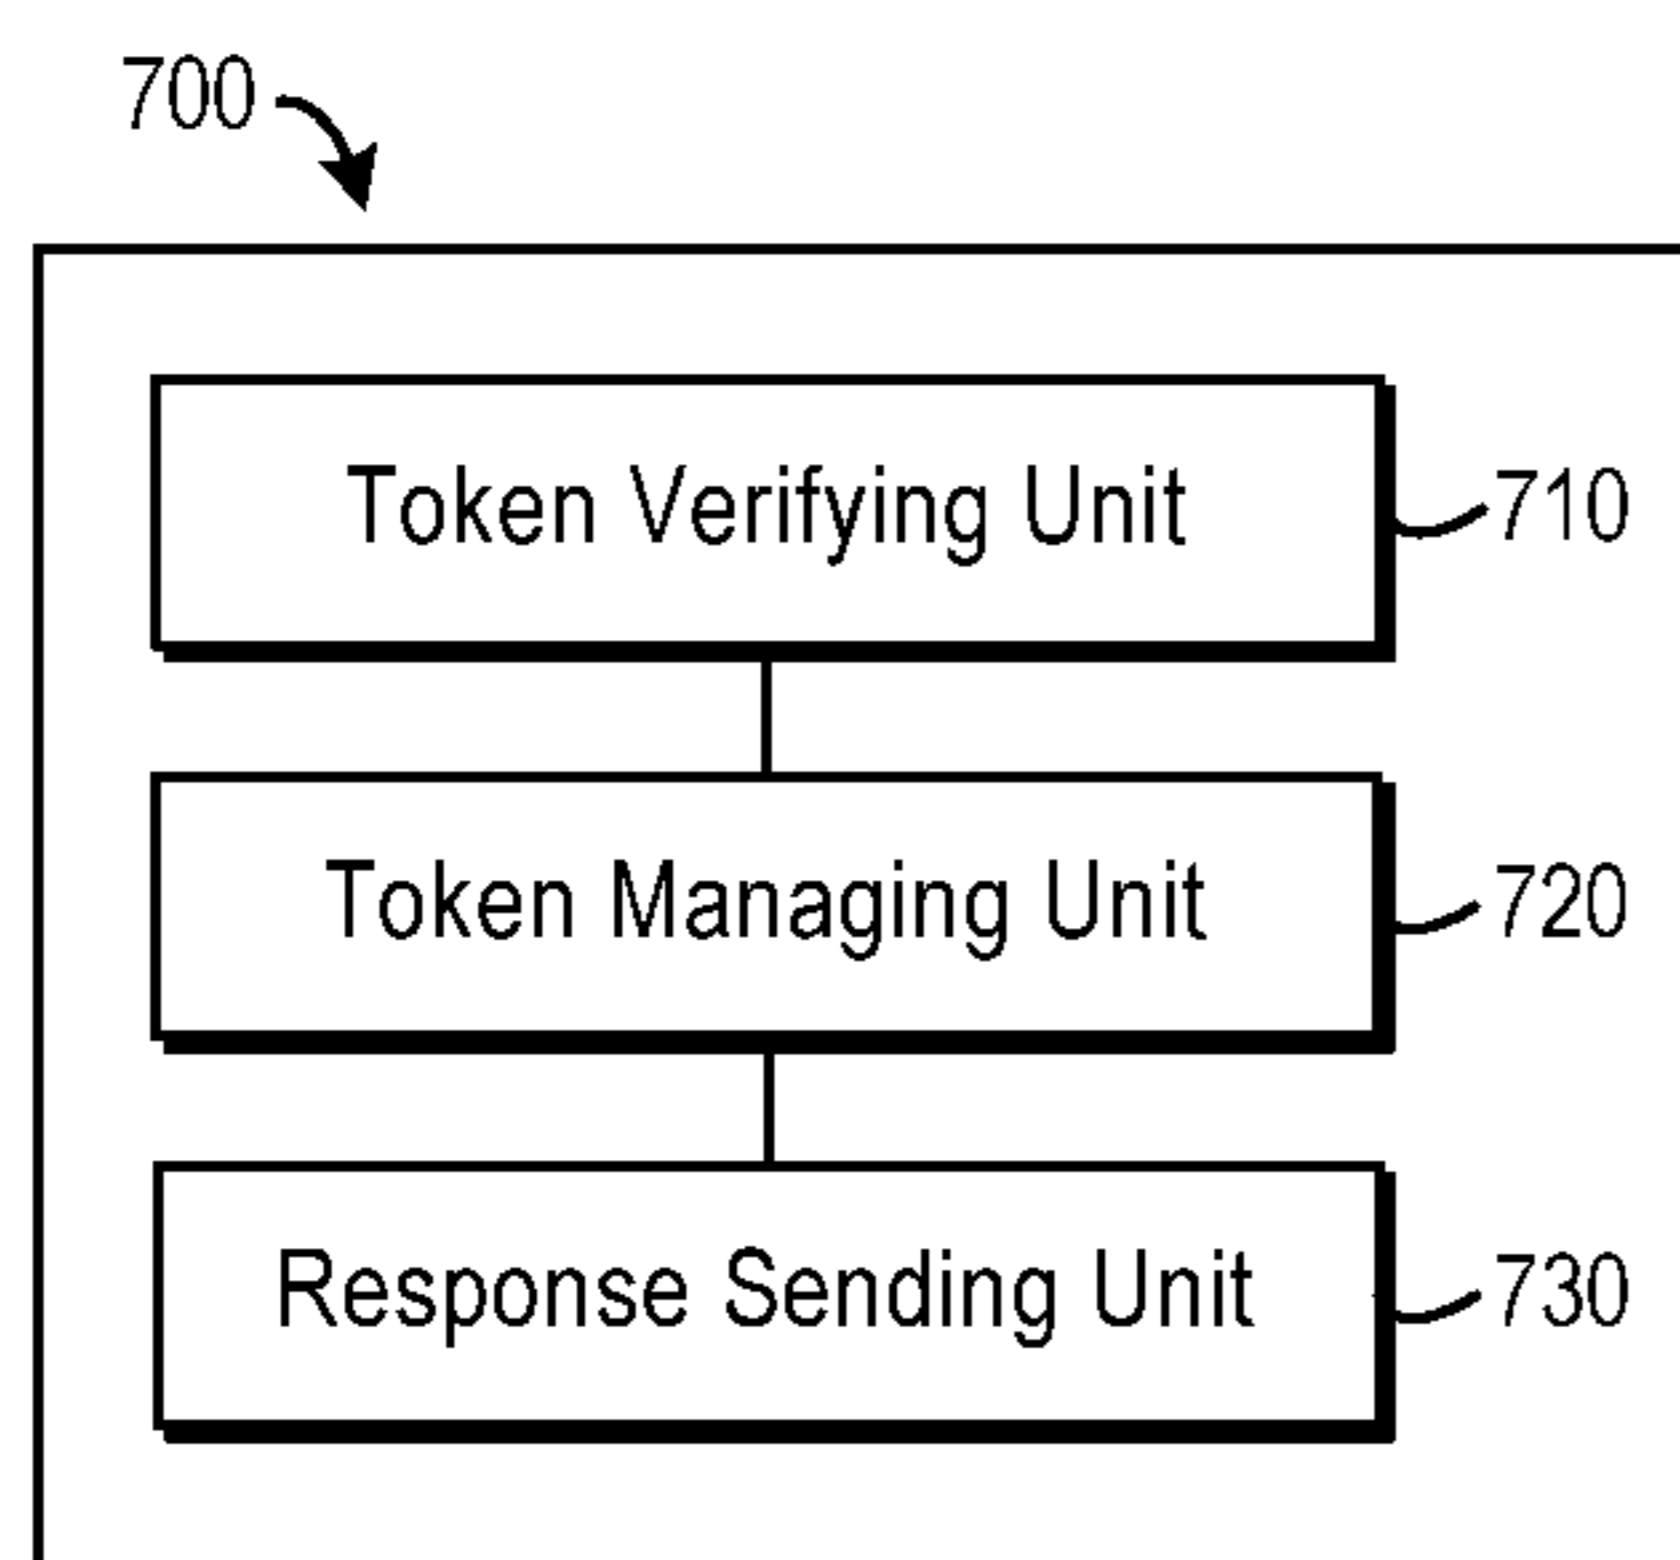 700
Token Verifying Unit
710
Token Managing Unit
720
Response Sending Unit
730